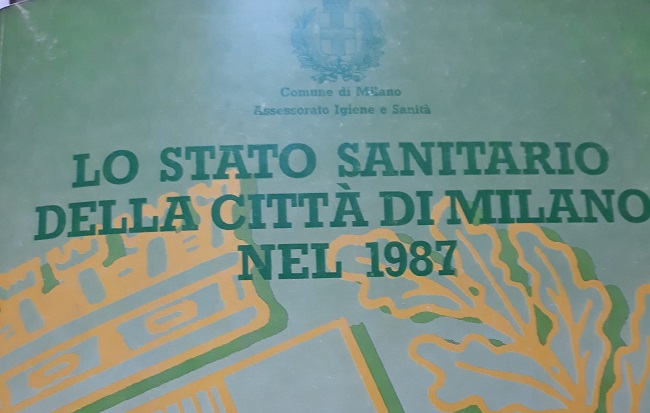 Comune di Milano
Assessorato Igiene e Sanità
LO STATO SANITARIO
DELLA CITTÀ DI MILANO
NEL 1987